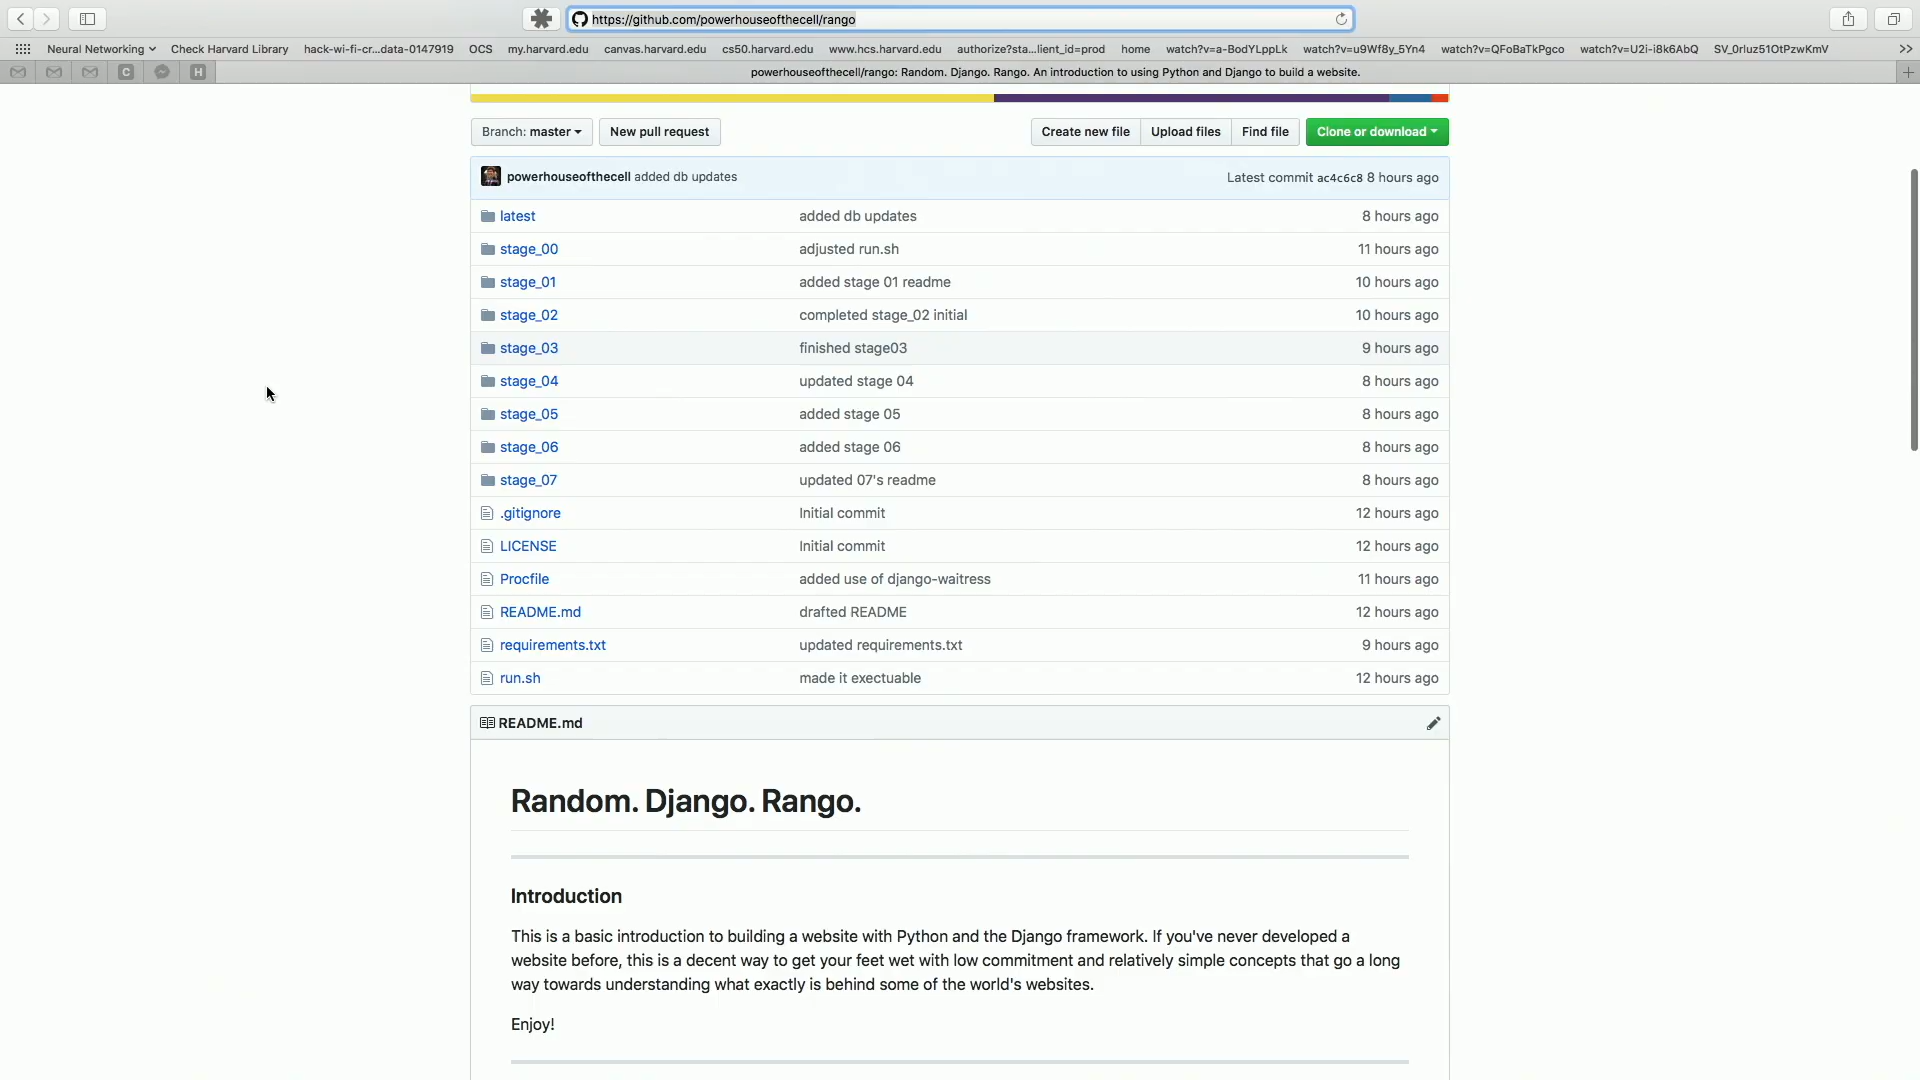 https://github.com/powerhouseofthecell/rango
Neural Networking Check Harvard Library hack-wi-fi-cr...data-0147919 OCS my.harvard.edu canvas.harvard.edu cs50.harvard.edu www.hcs.harvard.edu authorize?sta...lient_id=prod home watch?v=a-BodYLppLk watch?v=u9Wf8y_5Yn4 watch?v=QFoBaTkPgco watch?v=U2i-i8k6AbQ SV_0rluz51OtPzwKmV
C H powerhouseofthecell/rango: Random. Django. Rango. An introduction to using Python and Django to build a website.
Branch: master New pull request Create new file Upload files Find file Clone or download
powerhouseofthecell added db updates Latest commit ac4c6c8 8 hours ago
latest added db updates 8 hours ago
stage_00 adjusted run.sh 11 hours ago
stage_01 added stage 01 readme 10 hours ago
stage_02 completed stage_02 initial 10 hours ago
stage_03 finished stage03 9 hours ago
stage_04 updated stage 04 8 hours ago
stage_05 added stage 05 8 hours ago
stage_06 added stage 06 8 hours ago
stage_07 updated 07's readme 8 hours ago
.gitignore Initial commit 12 hours ago
LICENSE Initial commit 12 hours ago
Procfile added use of django-waitress 11 hours ago
README.md drafted README 12 hours ago
requirements.txt updated requirements.txt 9 hours ago
run.sh made it exectuable 12 hours ago
README.md
Random. Django. Rango.
Introduction
This is a basic introduction to building a website with Python and the Django framework. If you've never developed a
website before, this is a decent way to get your feet wet with low commitment and relatively simple concepts that go a long
way towards understanding what exactly is behind some of the world's websites.
Enjoy!